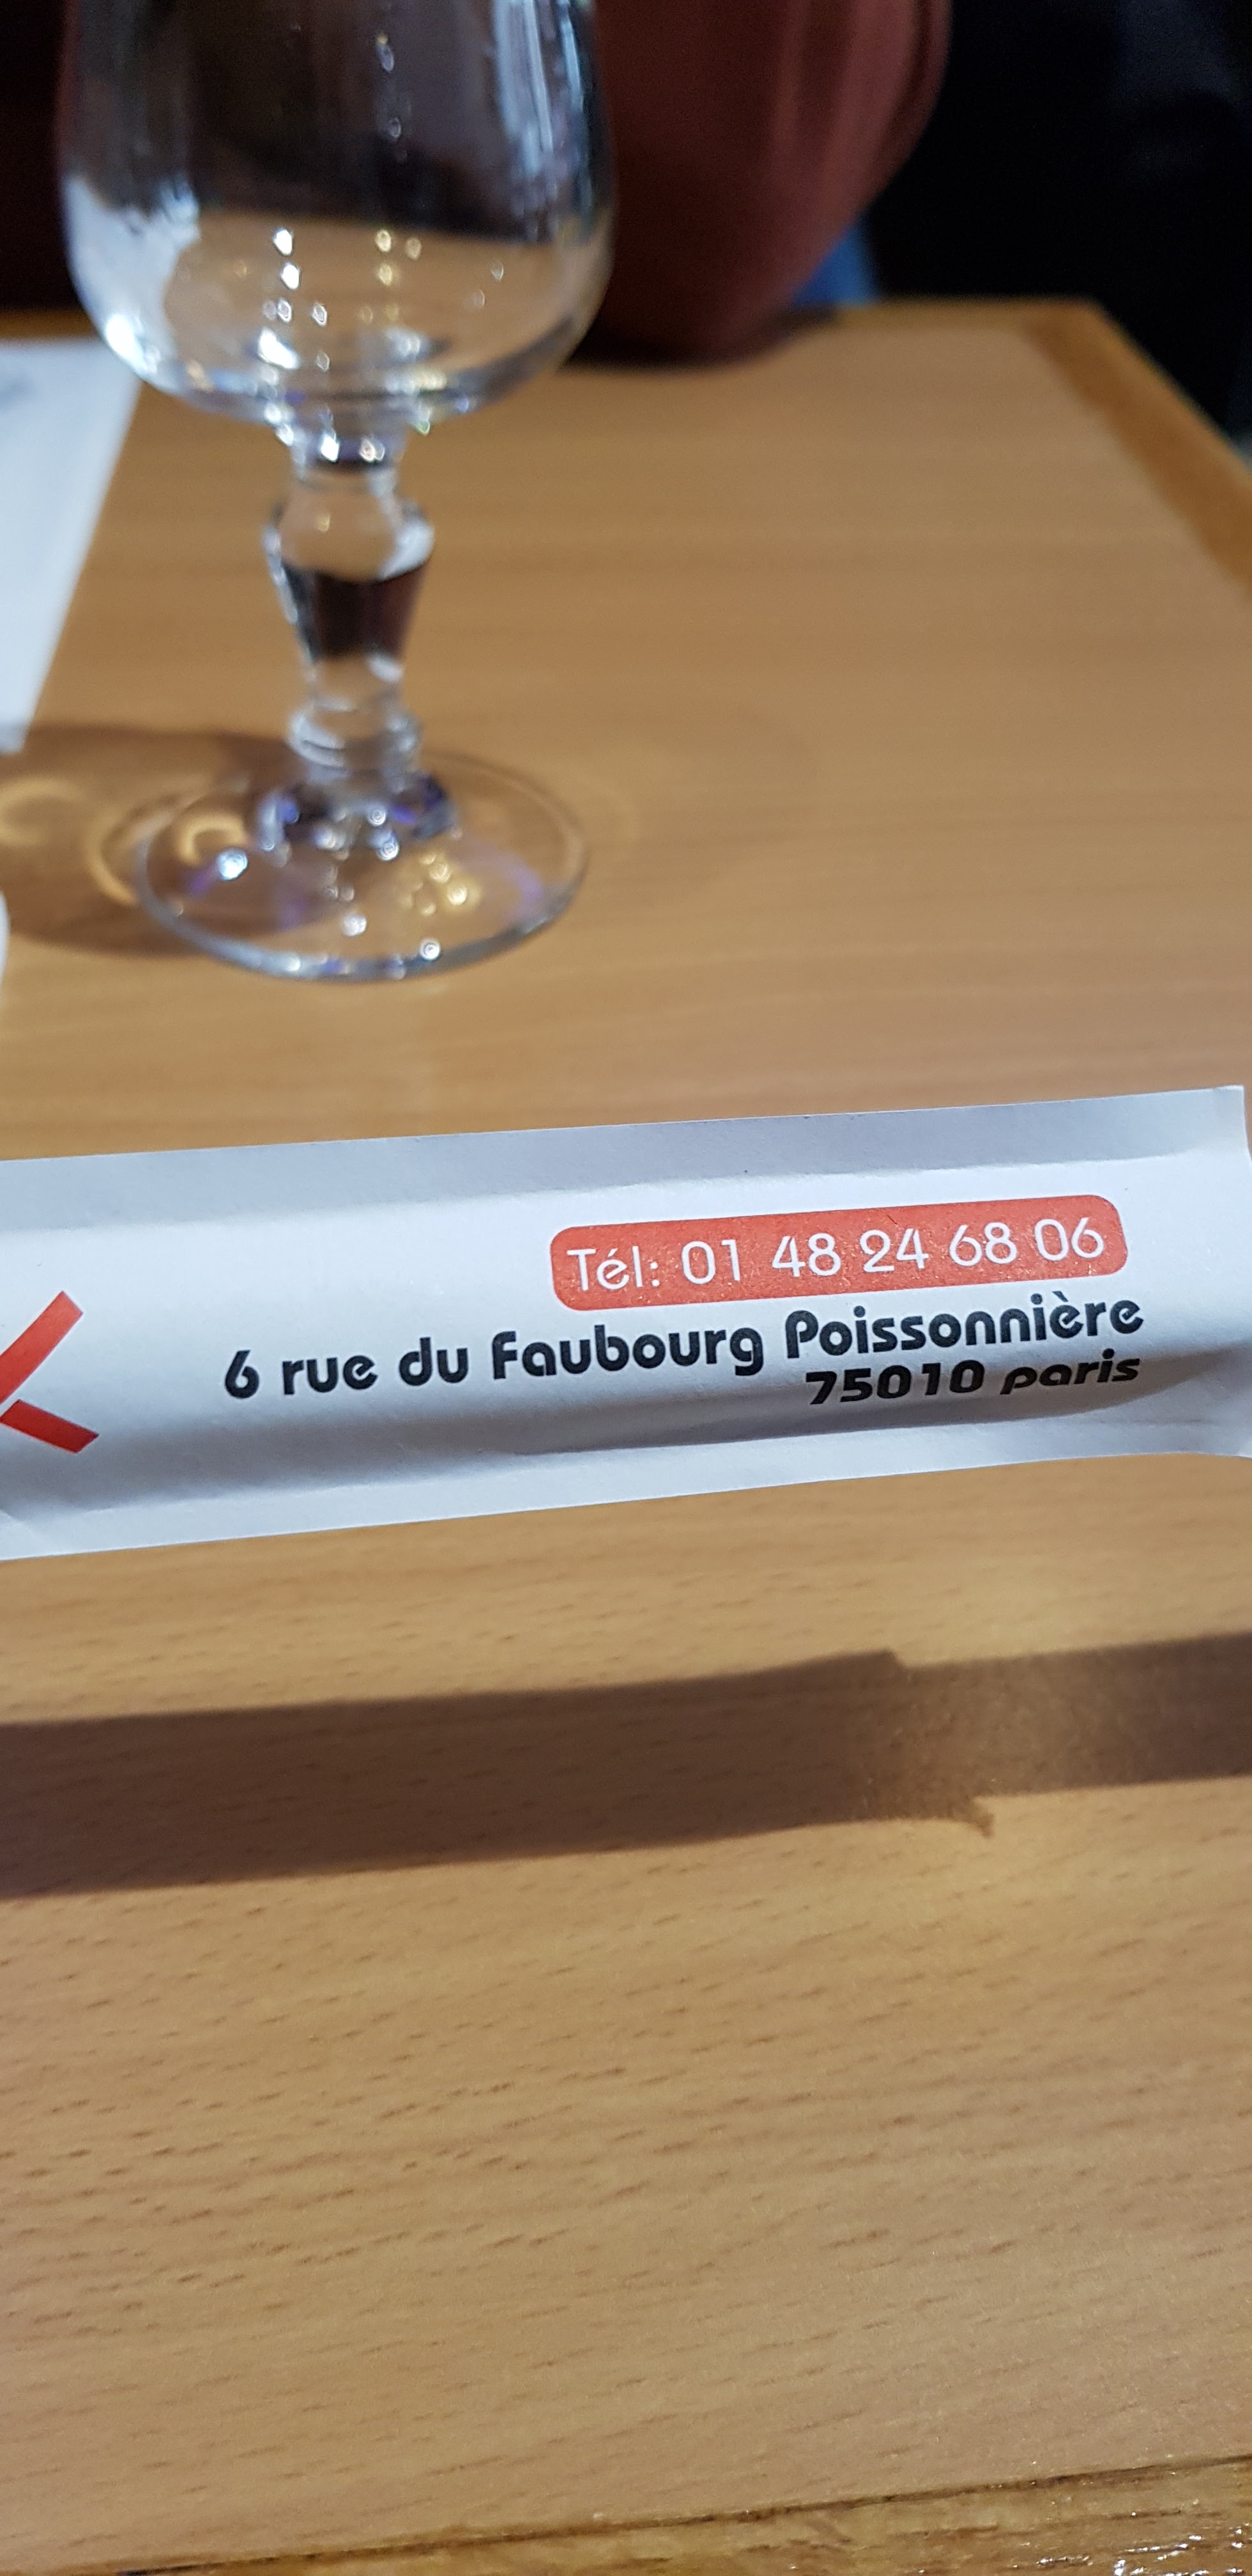 Tél: 01 48 24 68 06
6 rue du Faubourg Poissonnière
75010 paris